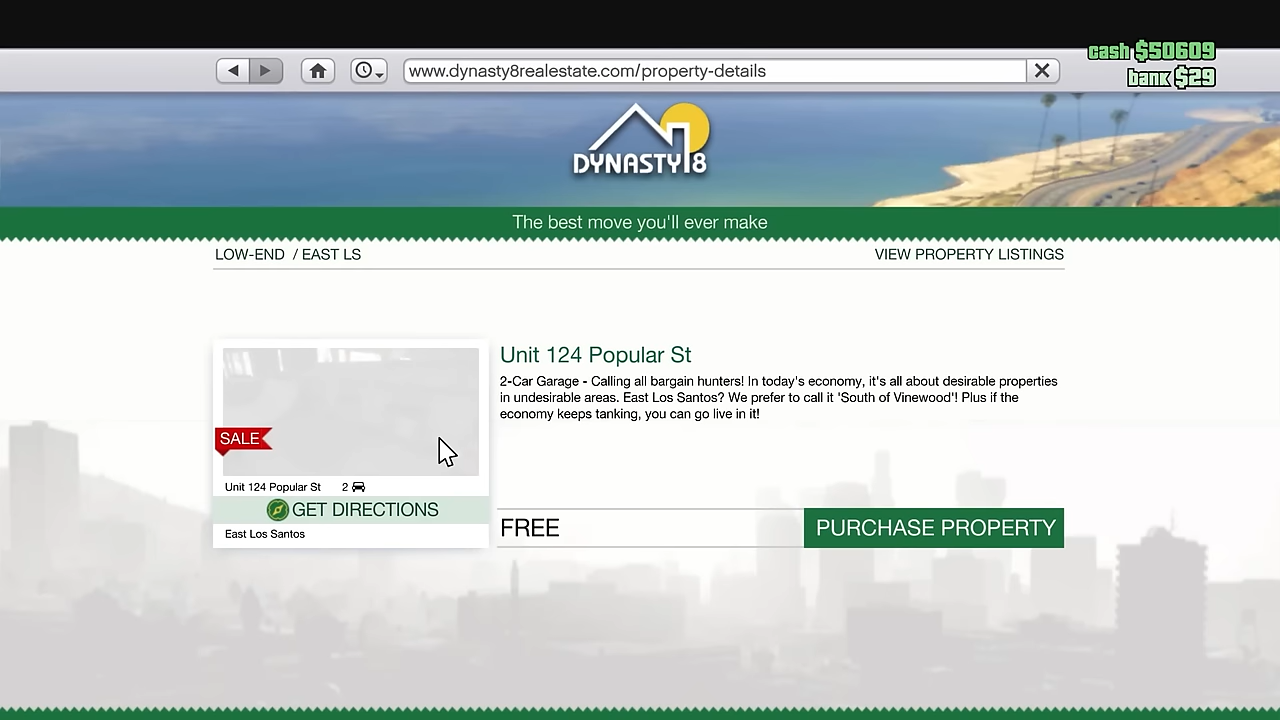 cash $50609
www.dynasty8realestate.com/property-details
bank $29
DYNASTY 8
The best move you'll ever make
LOW-END / EAST LS
VIEW PROPERTY LISTINGS
Unit 124 Popular St
2-Car Garage - Calling all bargain hunters! In today's economy, it's all about desirable properties
in undesirable areas. East Los Santos? We prefer to call it 'South of Vinewood'! Plus if the
economy keeps tanking, you can go live in it!
SALE
Unit 124 Popular St 2
GET DIRECTIONS
East Los Santos
FREE
PURCHASE PROPERTY